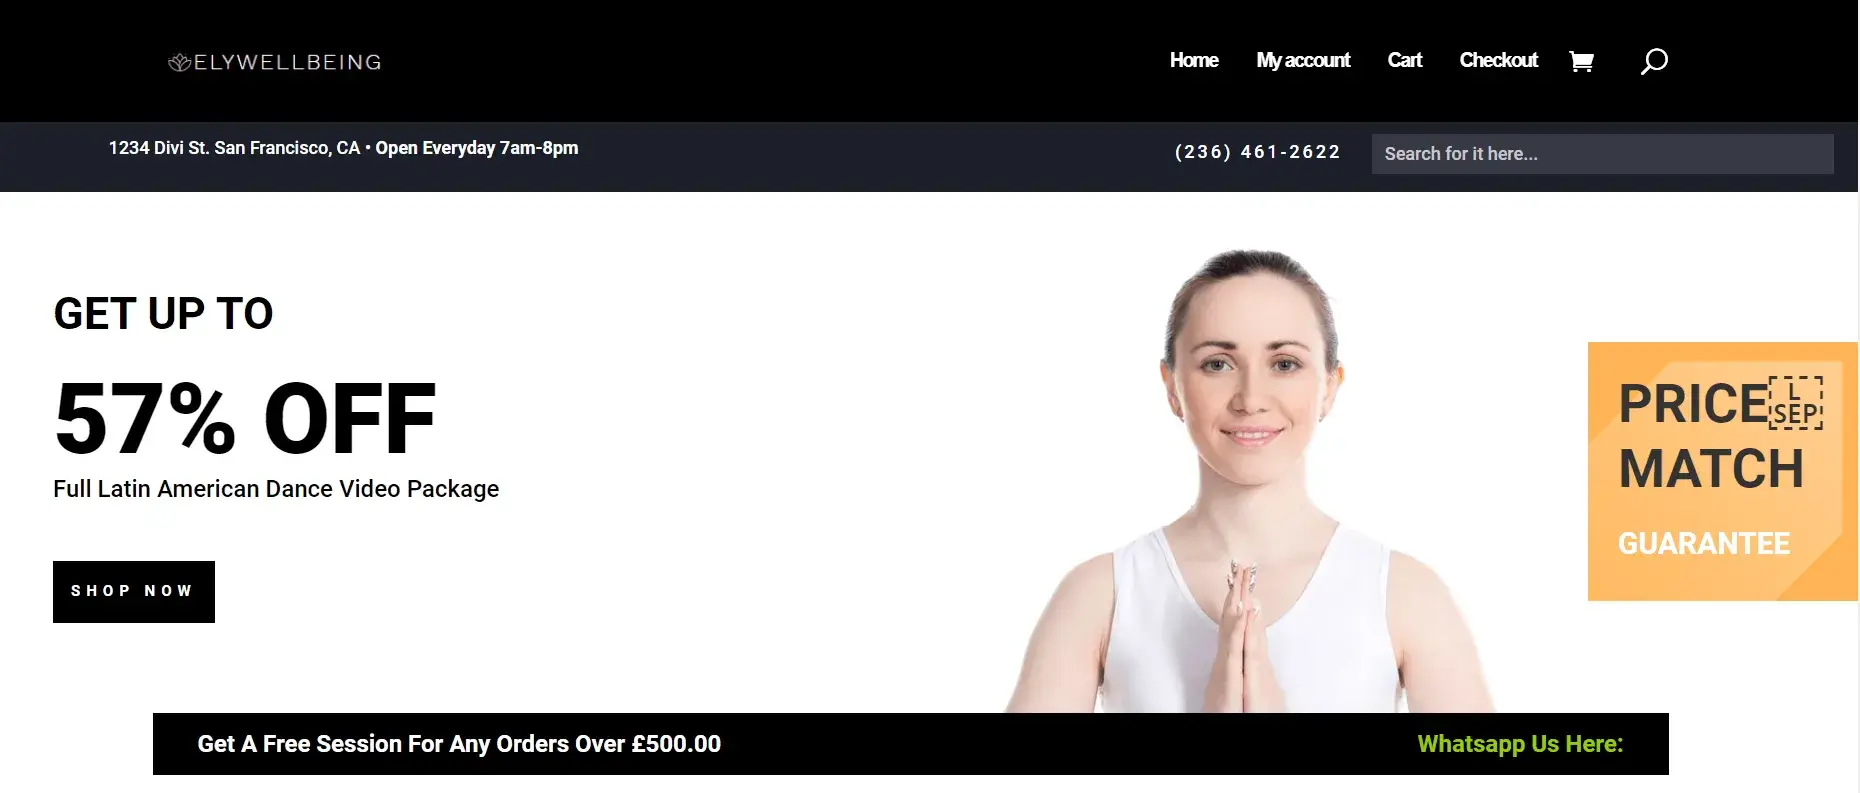 ELYWELLBEING
Home My account Cart Checkout
1234 Divi St. San Francisco, CA • Open Everyday 7am-8pm
(236) 461-2622
Search for it here...
GET UP TO
57% OFF
Full Latin American Dance Video Package
SHOP NOW
PRICE L SEP
MATCH
GUARANTEE
Get A Free Session For Any Orders Over £500.00
Whatsapp Us Here: